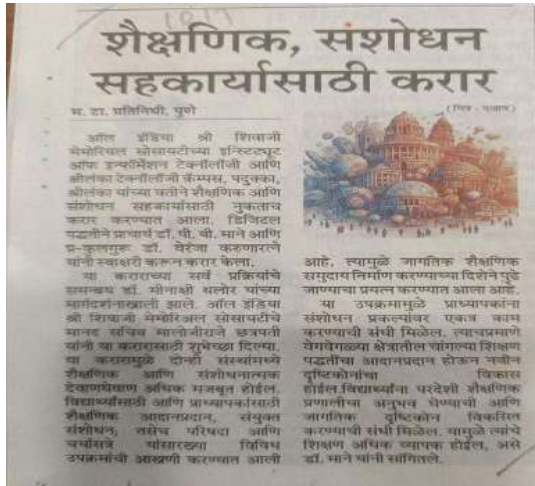 शैक्षणिक, संशोधन
सहकार्यासाठी करार
म. टा. प्रतिनिधी, पुणे
ऑल इंडिया श्री शिवाजी
मेमोरियल सोसायटीच्या इन्स्टिट्यूट
ऑफ इन्फॉर्मेशन टेक्नॉलॉजी आणि
श्रीलंका टेक्नॉलॉजी कॅम्पस, पदुक्का,
श्रीलंका यांच्या वतीने शैक्षणिक आणि
संशोधन सहकार्यासाठी नुकताच
करार करण्यात आला. डिजिटल
पद्धतीने प्राचार्य डॉ. पी. बी. माने आणि
प्र-कुलगुरू डॉ. वेरंजा करुणारत्ने
यांनी स्वाक्षरी करून करार केला.
या कराराच्या सर्व प्रक्रियांचे
समन्वय डॉ. मीनाक्षी थलोर यांच्या
मार्गदर्शनाखाली झाले. ऑल इंडिया
श्री शिवाजी मेमोरियल सोसायटीचे
मानद सचिव मालोजीराजे छत्रपती
यांनी या करारासाठी शुभेच्छा दिल्या.
या करारामुळे दोन्ही संस्थांमध्ये
शैक्षणिक आणि संशोधनात्मक
देवाणघेवाण अधिक मजबूत होईल.
विद्यार्थ्यांसाठी आणि प्राध्यापकांसाठी
शैक्षणिक आदानप्रदान, संयुक्त
संशोधन, तसेच परिषदा आणि
चर्चासत्रे यांसारख्या विविध
उपक्रमांची आखणी करण्यात आली
आहे. त्यामुळे जागतिक शैक्षणिक
समुदाय निर्माण करण्याच्या दिशेने पुढे
जाण्याचा प्रयत्न करण्यात आला आहे.
या उपक्रमामुळे प्राध्यापकांना
संशोधन प्रकल्पांवर एकत्र काम
करण्याची संधी मिळेल. त्याचप्रमाणे
वेगवेगळ्या क्षेत्रातील चांगल्या शिक्षण
पद्धतींचा आदानप्रदान होऊन नवीन
दृष्टिकोनांचा विकास
होईल.विद्यार्थ्यांना परदेशी शैक्षणिक
प्रणालीचा अनुभव घेण्याची आणि
जागतिक दृष्टिकोन विकसित
करण्याची संधी मिळेल. यामुळे त्यांचे
शिक्षण अधिक व्यापक होईल, असे
डॉ. माने यांनी सांगितले.